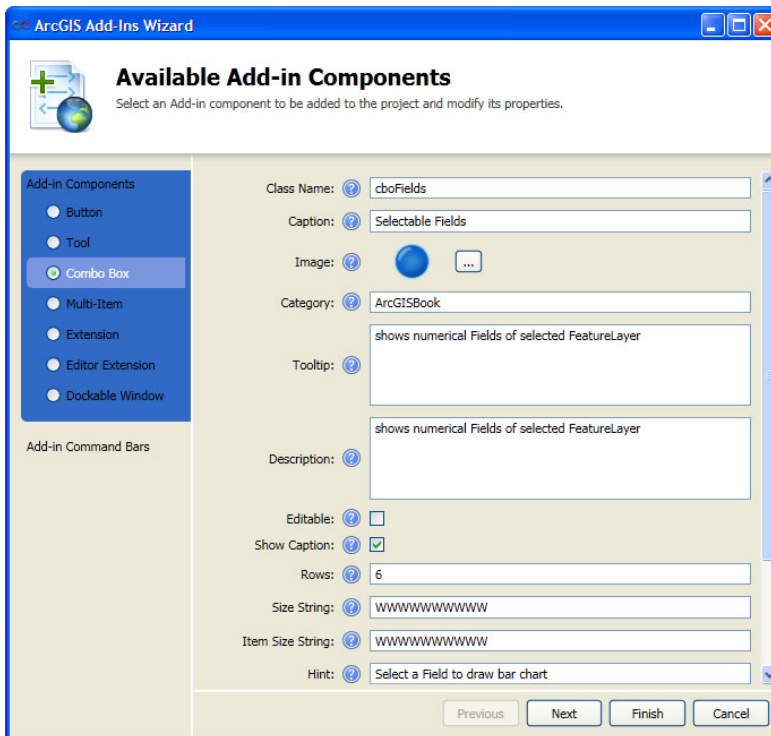 ArcGIS Add-Ins Wizard
Available Add-in Components
Select an Add-in component to be added to the project and modify its properties.
Add-in Components
Button
Tool
Combo Box
Multi-Item
Extension
Editor Extension
Dockable Window
Add-in Command Bars
Class Name: cboFields
Caption: Selectable Fields
Image: ...
Category: ArcGISBook
Tooltip: shows numerical Fields of selected FeatureLayer
Description: shows numerical Fields of selected FeatureLayer
Editable:
Show Caption:
Rows: 6
Size String: WWWWWWWWWW
Item Size String: WWWWWWWWWW
Hint: Select a Field to draw bar chart
Previous Next Finish Cancel